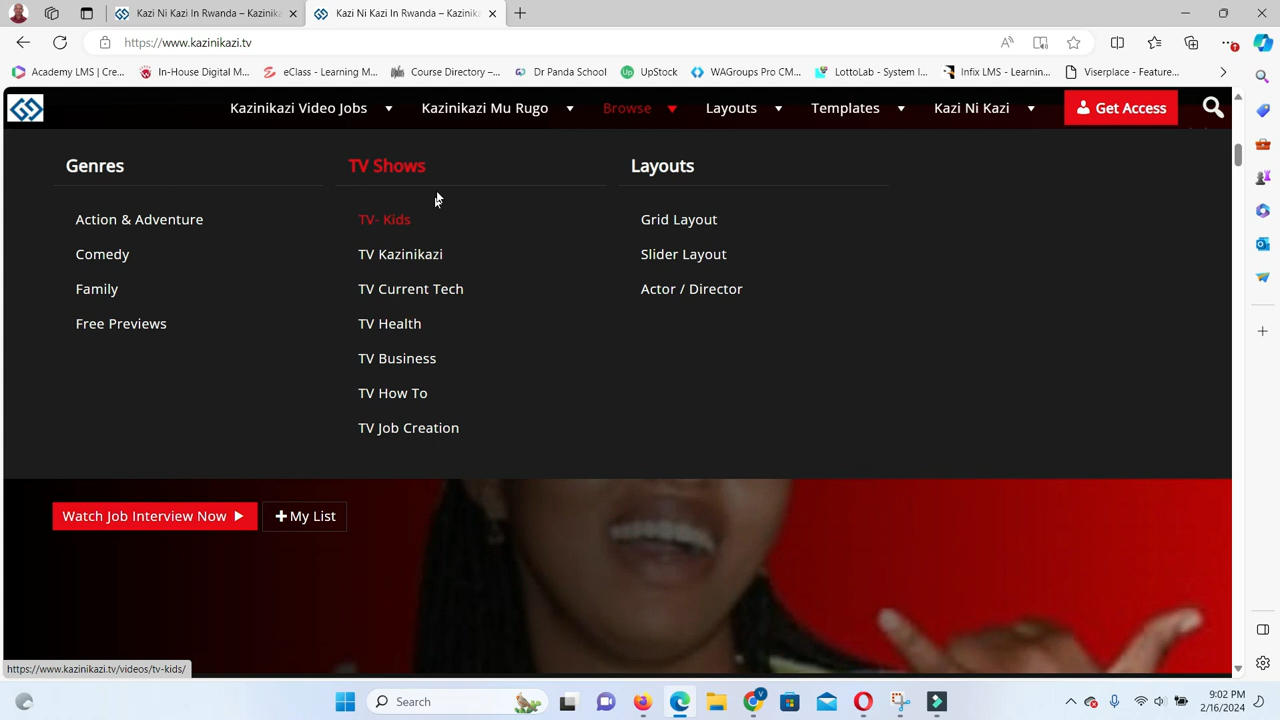 Kazi Ni Kazi In Rwanda – Kazinika
Kazi Ni Kazi In Rwanda – Kazinik
https://www.kazinikazi.tv
Academy LMS | Cre...
In-House Digital M...
eClass - Learning M...
Course Directory –...
Dr Panda School
UpStock
WAGroups Pro CM...
LottoLab - System I...
Infix LMS - Learnin...
Viserplace - Featur...
Kazinikazi Video Jobs
Kazinikazi Mu Rugo
Browse
Layouts
Templates
Kazi Ni Kazi
Get Access
Genres
Action & Adventure
Comedy
Family
Free Previews
TV Shows
TV- Kids
TV Kazinikazi
TV Current Tech
TV Health
TV Business
TV How To
TV Job Creation
Layouts
Grid Layout
Slider Layout
Actor / Director
Watch Job Interview Now
My List
https://www.kazinikazi.tv/videos/tv-kids/
Search
9:02 PM
2/16/2024